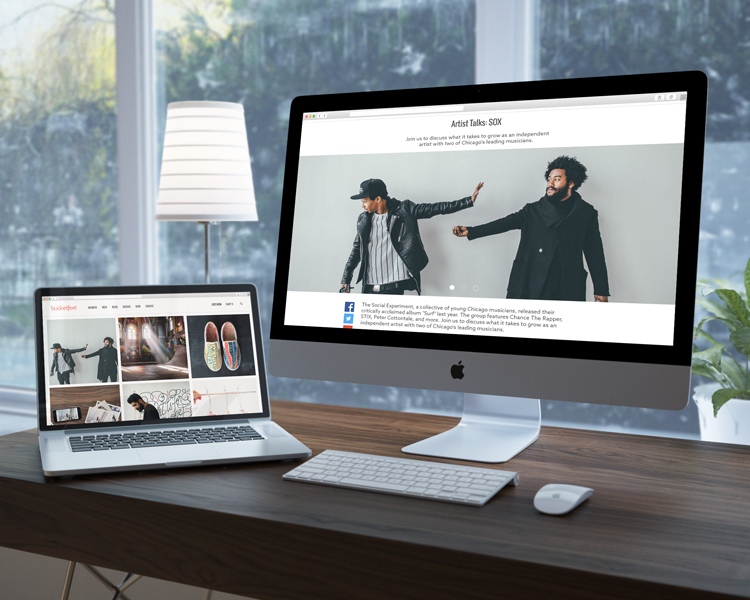 Artist Talks: SOX
Join us to discuss what it takes to grow as an independent
artist with two of Chicago's leading musicians.
The Social Experiment, a collective of young Chicago musicians, released their
critically acclaimed album "Surf" last year. The group features Chance The Rapper,
STIX, Peter Cottontale, and more. Join us to discuss what it takes to grow as an
independent artist with two of Chicago's leading musicians.
bucketfeet